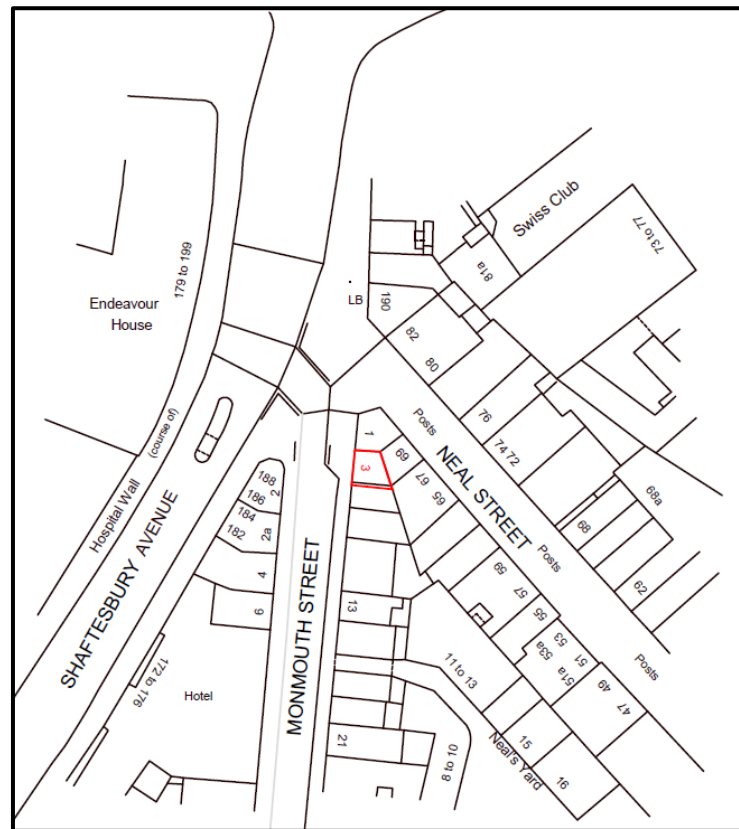 Swiss Club
73 to 77
81a
179 to 199
Endeavour
House
LB
190
82
80
76
74 72
68a
68
62
Posts
NEAL STREET
Posts
Posts
1
3
69
67
65
59
57
55
53
51
53a
51a
49
47
Hospital Wall
(course of)
SHAFTESBURY AVENUE
188
186
2
184
182
2a
4
6
MONMOUTH STREET
13
21
172 to 176
Hotel
11 to 13
15
16
Neal's Yard
8 to 10